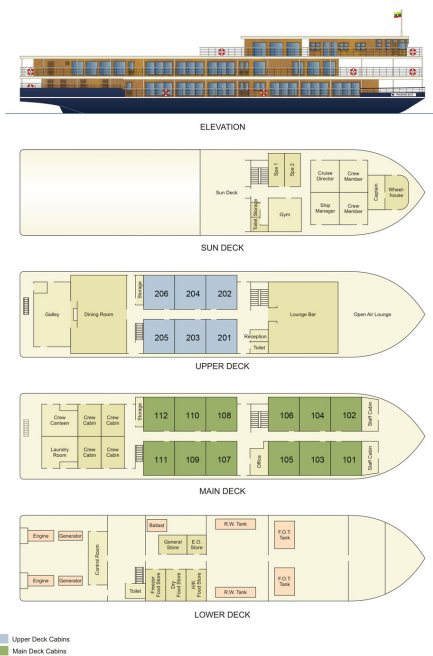 ELEVATION
Sun Deck
Spa 1
Spa 2
Toilet
Storage
Gym
Cruise
Director
Crew
Member
Ship
Manager
Crew
Member
Captain
Wheen
house
SUN DECK
Galley
Dining Room
Storage
206
204
202
205
203
201
Reception
Toilet
Lounge Bar
Open Air Lounge
UPPER DECK
Crew
Canteen
Crew
Cabin
Crew
Cabin
Laundry
Room
Crew
Cabin
Crew
Cabin
Storage
112
110
108
111
109
107
Office
106
104
102
105
103
101
Staff Cabin
Staff Cabin
MAIN DECK
Engine
Generator
Engine
Generator
Control Room
Ballast
General
Store
E.O.
Store
Toilet
Freezer
Food Store
Dry
Food Store
H/K
Food Store
R.W. Tank
R.W. Tank
F.O.T.
Tank
F.O.T.
Tank
LOWER DECK
Upper Deck Cabins
Main Deck Cabins